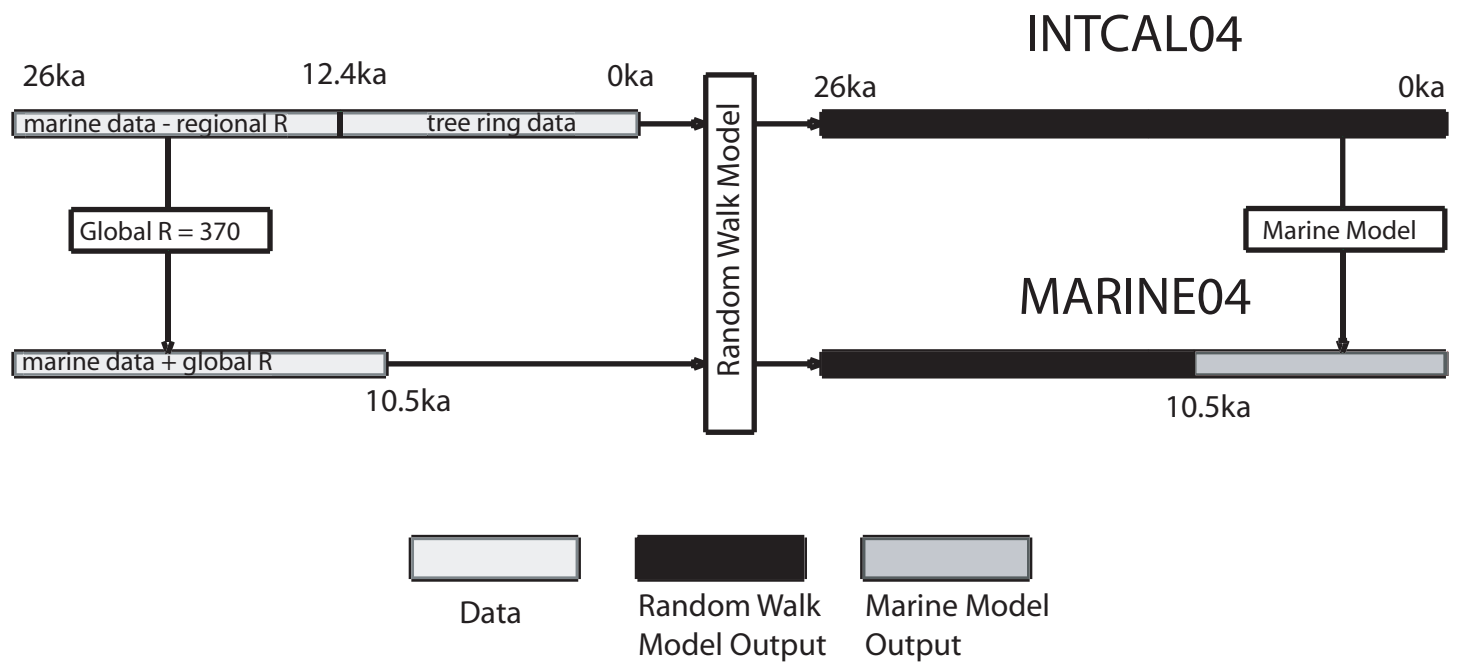 INTCAL04
26ka
12.4ka
0ka
26ka
0ka
marine data - regional R
tree ring data
Random Walk Model
Global R = 370
Marine Model
MARINE04
marine data + global R
10.5ka
10.5ka
Data
Random Walk
Model Output
Marine Model
Output